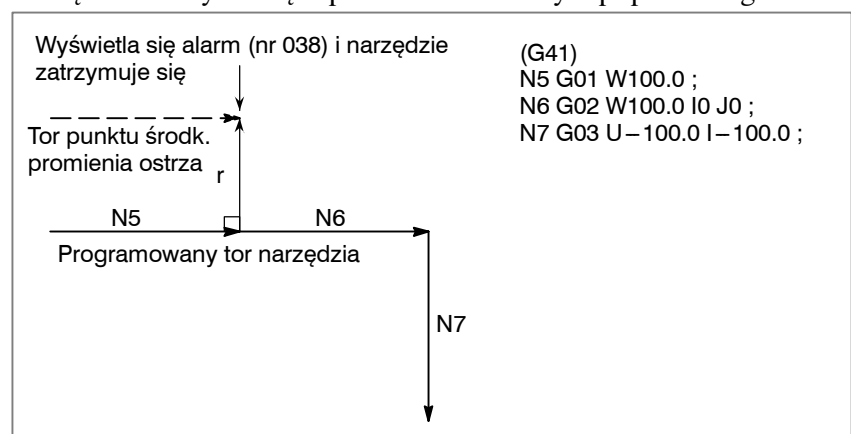 Wyświetla się alarm (nr 038) i narzędzie
zatrzymuje się
(G41)
N5 G01 W100.0 ;
N6 G02 W100.0 I0 J0 ;
N7 G03 U−100.0 I−100.0 ;
Tor punktu środk.
promienia ostrza
r
N5
N6
Programowany tor narzędzia
N7